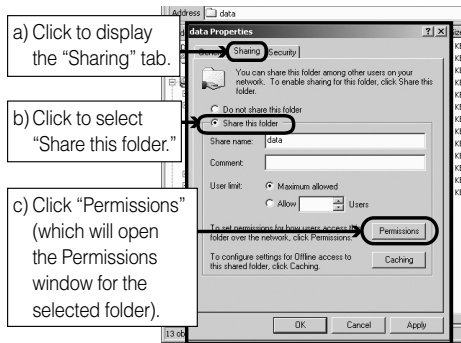 Address data
data Properties ? X
a) Click to display
the “Sharing” tab.
Sharing Security
You can share this folder among other users on your
network. To enable sharing for this folder, click Share this
folder.
Do not share this folder
b) Click to select
“Share this folder.”
Share this folder
Share name: data
Comment:
User limit: Maximum allowed
Allow Users
c) Click “Permissions”
(which will open
the Permissions
window for the
selected folder).
To set permissions for how users access
folder over the network, click Permissions.
Permissions
To configure settings for Offline access to
this shared folder, click Caching.
Caching
OK Cancel Apply
13